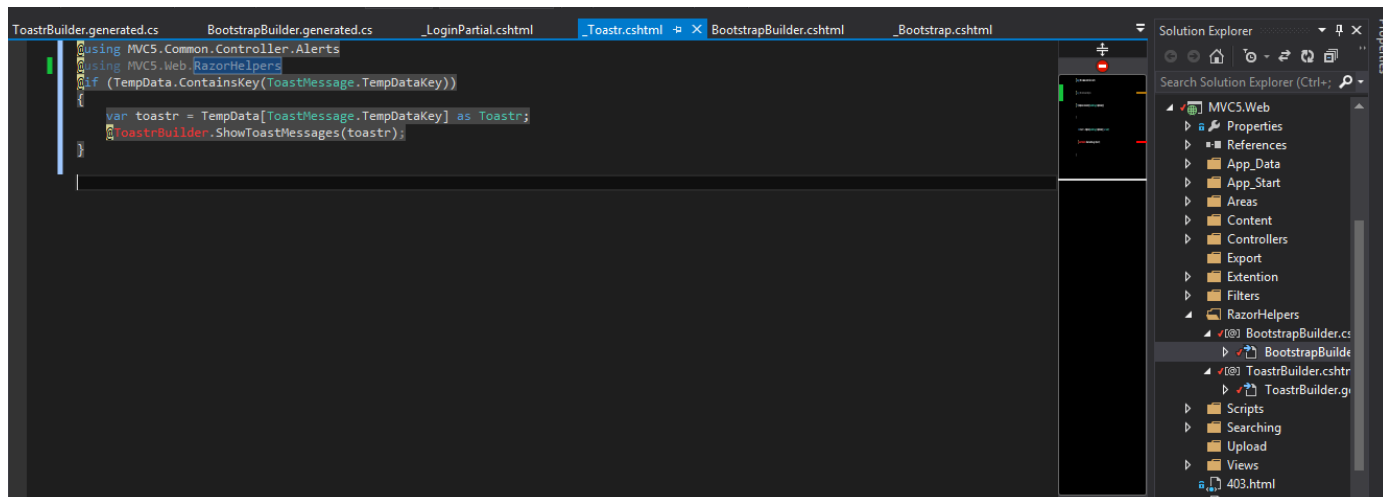 ToastrBuilder.generated.cs BootstrapBuilder.generated.cs _LoginPartial.cshtml _Toastr.cshtml BootstrapBuilder.cshtml _Bootstrap.cshtml
@using MVC5.Common.Controller.Alerts
@using MVC5.Web.RazorHelpers
@if (TempData.ContainsKey(ToastMessage.TempDataKey))
{
var toastr = TempData[ToastMessage.TempDataKey] as Toastr;
@ToastrBuilder.ShowToastMessages(toastr);
}
Solution Explorer
Search Solution Explorer (Ctrl+;
MVC5.Web
Properties
References
App_Data
App_Start
Areas
Content
Controllers
Export
Extention
Filters
RazorHelpers
[@] BootstrapBuilder.cs
BootstrapBuilde
[@] ToastrBuilder.cshtm
ToastrBuilder.g
Scripts
Searching
Upload
Views
403.html
Properties